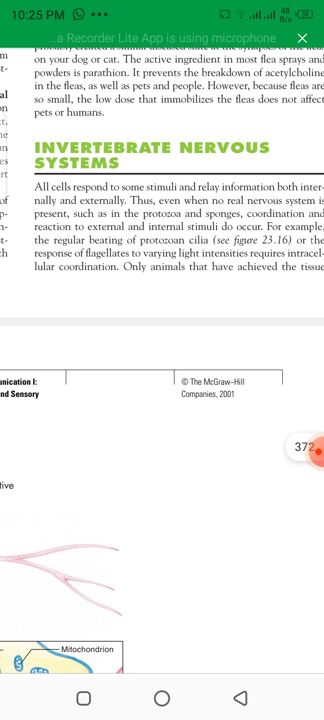 10:25 PM
48
B/s
38
...a Recorder Lite App is using microphone
on your dog or cat. The active ingredient in most flea sprays and
powders is parathion. It prevents the breakdown of acetylcholine
in the fleas, as well as pets and people. However, because fleas are
so small, the low dose that immobilizes the fleas does not affect
pets or humans.
INVERTEBRATE NERVOUS
SYSTEMS
All cells respond to some stimuli and relay information both inter-
nally and externally. Thus, even when no real nervous system is
present, such as in the protozoa and sponges, coordination and
reaction to external and internal stimuli do occur. For example,
the regular beating of protozoan cilia (see figure 23.16) or the
response of flagellates to varying light intensities requires intracel-
lular coordination. Only animals that have achieved the tissue
unication I:
nd Sensory
© The McGraw–Hill
Companies, 2001
372
tive
Mitochondrion